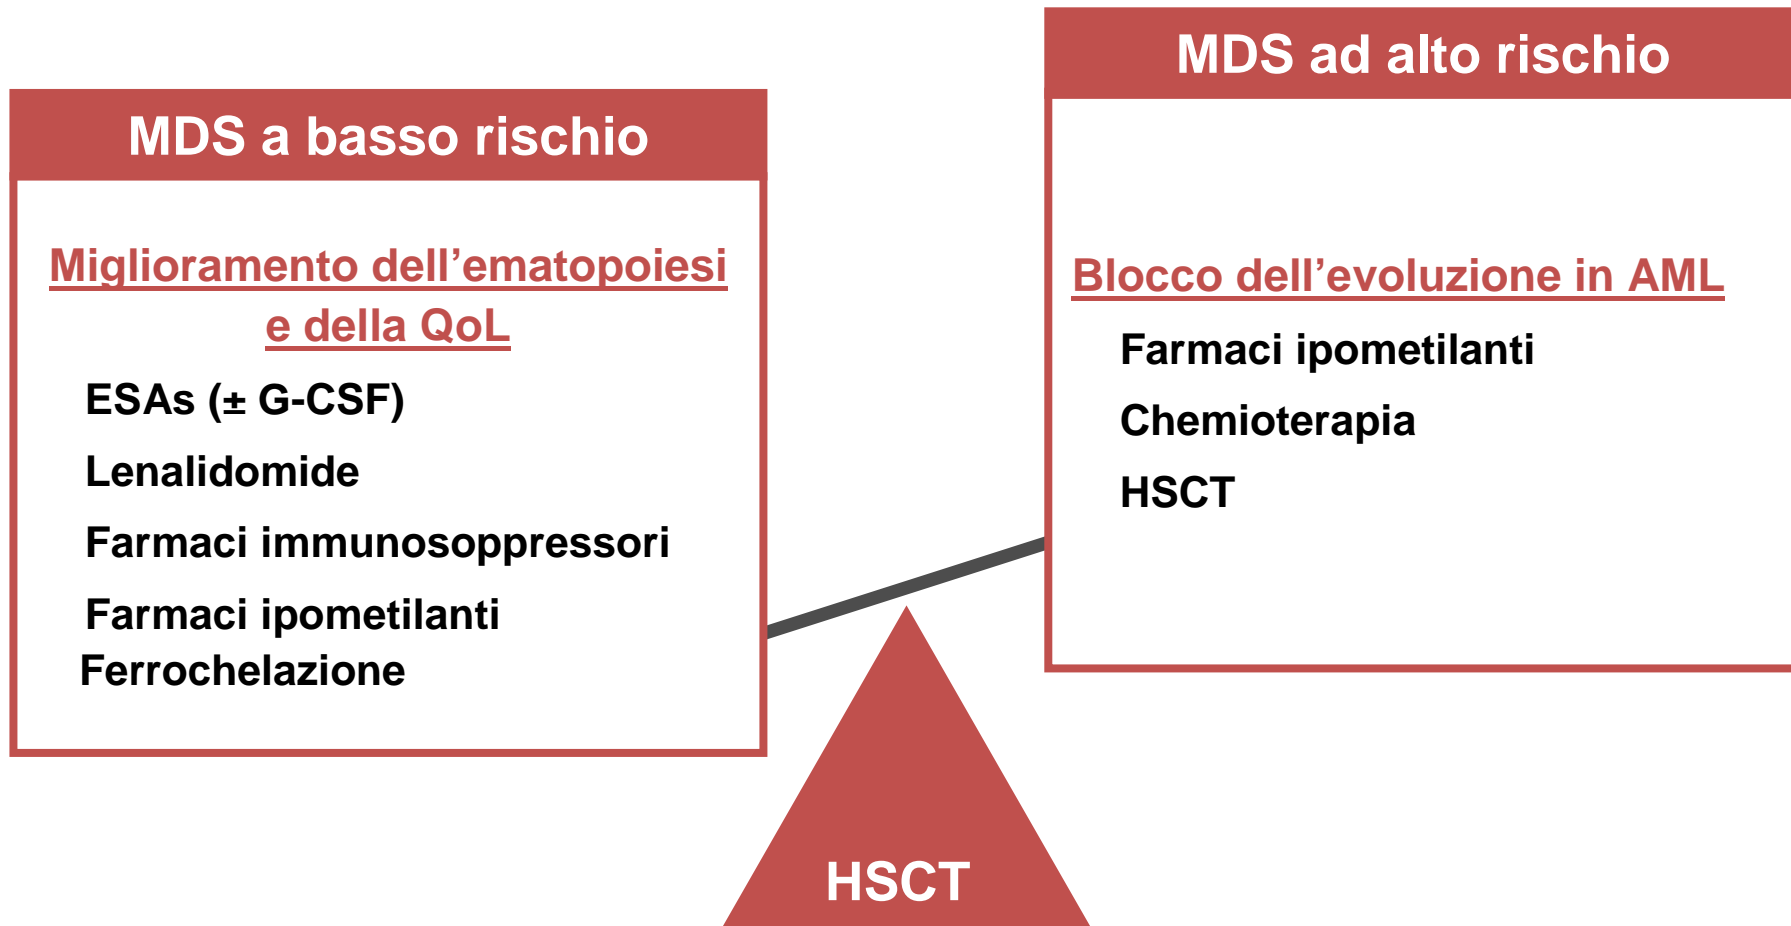 MDS a basso rischio
Miglioramento dell’ematopoiesi
e della QoL
ESAs (± G-CSF)
Lenalidomide
Farmaci immunosoppressori
Farmaci ipometilanti
Ferrochelazione
MDS ad alto rischio
Blocco dell’evoluzione in AML
Farmaci ipometilanti
Chemioterapia
HSCT
HSCT